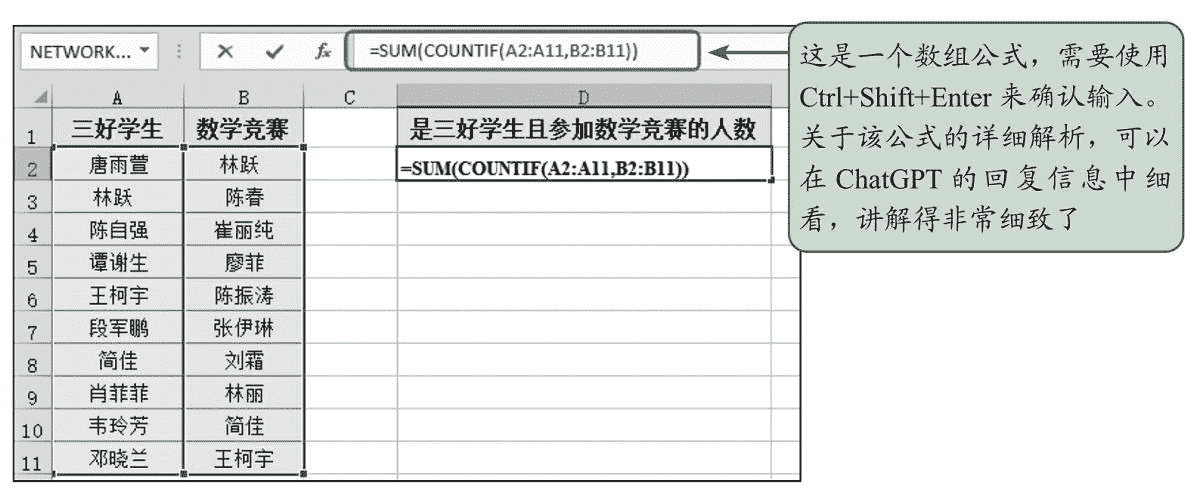 NETWORK... fx =SUM(COUNTIF(A2:A11,B2:B11))
这是一个数组公式，需要使用
Ctrl+Shift+Enter 来确认输入。
关于该公式的详细解析，可以
在 ChatGPT 的回复信息中细
看，讲解得非常细致了
A B C D
1 三好学生 数学竞赛 是三好学生且参加数学竞赛的人数
2 唐雨萱 林跃 =SUM(COUNTIF(A2:A11,B2:B11))
3 林跃 陈春
4 陈自强 崔丽纯
5 谭谢生 廖菲
6 王柯宇 陈振涛
7 段军鹏 张伊琳
8 简佳 刘霜
9 肖菲菲 林丽
10 韦玲芳 简佳
11 邓晓兰 王柯宇